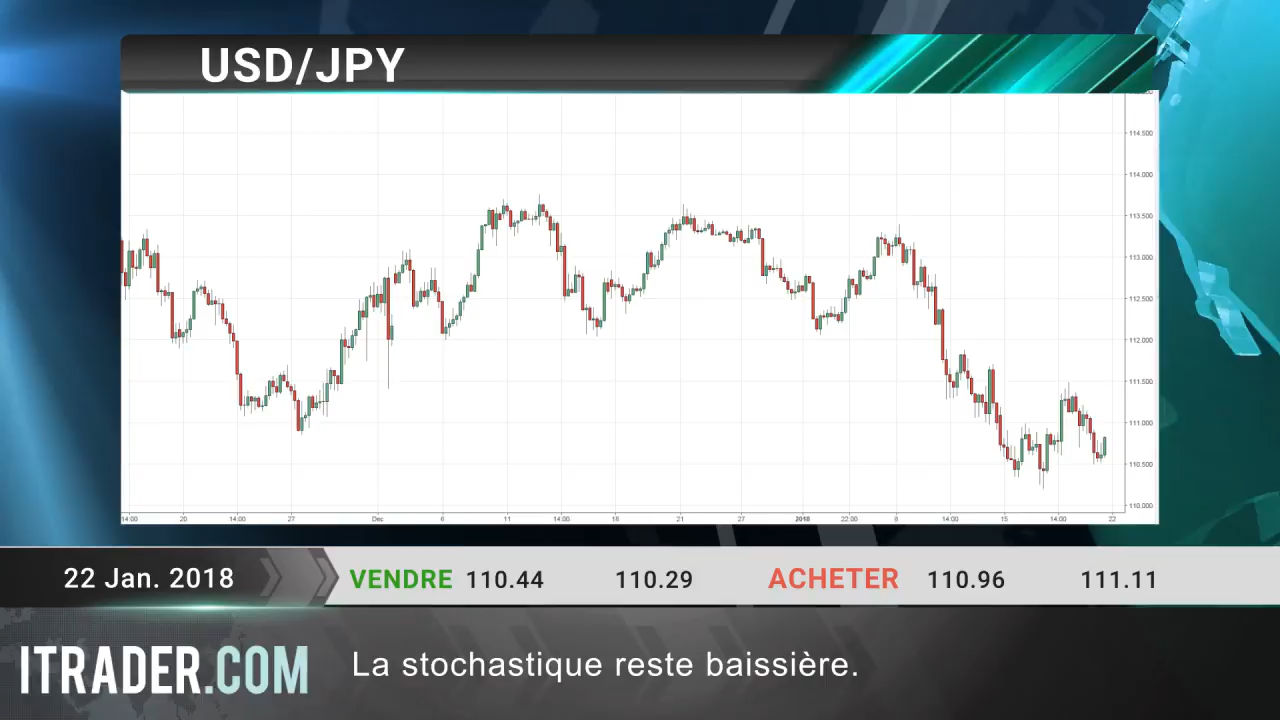 USD/JPY
114.500
114.000
113.500
113.000
112.500
112.000
111.500
111.000
110.500
110.000
14:00 20 14:00 27 Dec 6 11 14:00 18 21 27 2018 22:00 8 14:00 15 14:00 22
22 Jan. 2018 VENDRE 110.44 110.29 ACHETER 110.96 111.11
ITRADER.COM La stochastique reste baissière.